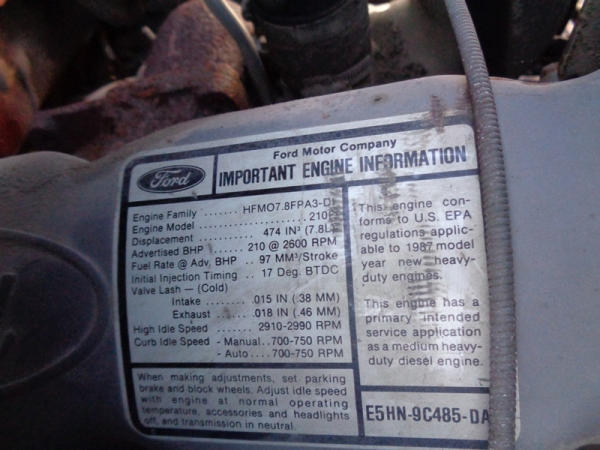 Ford Motor Company
Ford
IMPORTANT ENGINE INFORMATION
Engine Family ...... HFMO7.8FPA3-D
Engine Model ................. 210
Displacement ...... 474 IN³ (7.8L)
Advertised BHP ..... 210 @ 2600 RPM
Fuel Rate @ Adv. BHP .. 97 MM³/Stroke
Initial Injection Timing .. 17 Deg. BTDC
Valve Lash — (Cold)
Intake ........ .015 IN (.38 MM)
Exhaust ...... .018 IN (.46 MM)
High Idle Speed ...... 2910-2990 RPM
Curb Idle Speed - Manual..700-750 RPM
- Auto ....700-750 RPM
When making adjustments, set parking
brake and block wheels. Adjust idle speed
with engine at normal operating
temperature, accessories and headlights
off, and transmission in neutral.
This engine con-
forms to U.S. EPA
regulations applic-
able to 1987 model
year new heavy-
duty engines.
This engine has a
primary intended
service application
as a medium heavy-
duty diesel engine.
E5HN-9C485-DA